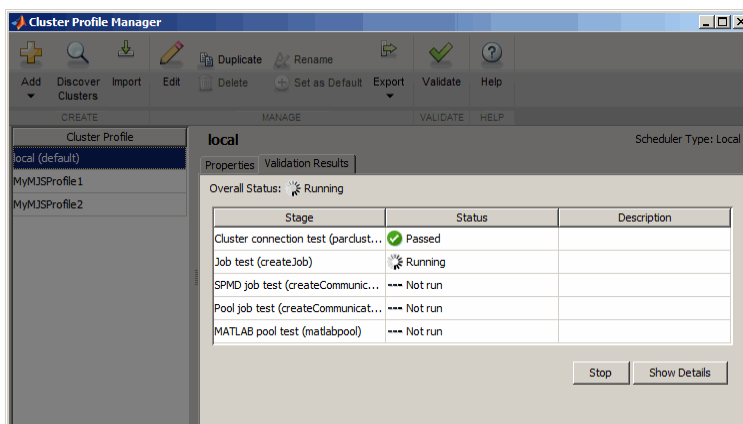 Cluster Profile Manager
Add
Discover Clusters
Import
Edit
Duplicate
Delete
Rename
Set as Default
Export
Validate
Help
CREATE
MANAGE
VALIDATE
HELP
Cluster Profile
local (default)
MyMJSProfile1
MyMJSProfile2
local
Scheduler Type: Local
Properties
Validation Results
Overall Status: Running
Stage Status Description
Cluster connection test (parclust... Passed
Job test (createJob) Running
SPMD job test (createCommunic... --- Not run
Pool job test (createCommunicat... --- Not run
MATLAB pool test (matlabpool) --- Not run
Stop
Show Details